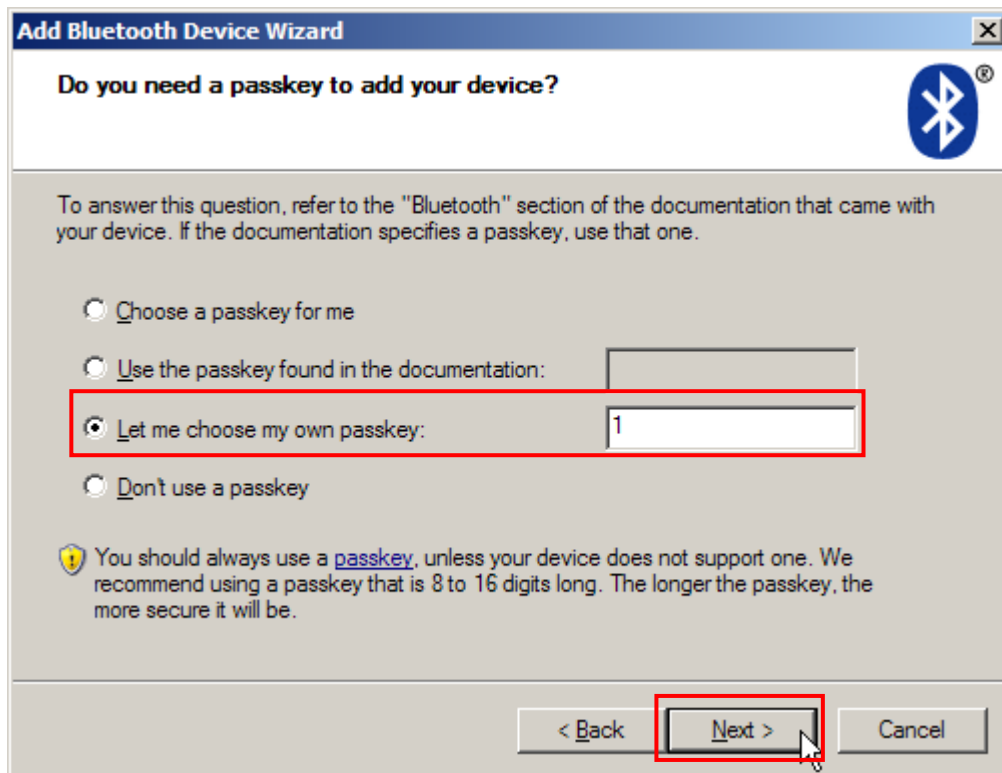 Add Bluetooth Device Wizard
Do you need a passkey to add your device?
®
To answer this question, refer to the "Bluetooth" section of the documentation that came with
your device. If the documentation specifies a passkey, use that one.
Choose a passkey for me
Use the passkey found in the documentation:
Let me choose my own passkey: 1
Don't use a passkey
You should always use a passkey, unless your device does not support one. We
recommend using a passkey that is 8 to 16 digits long. The longer the passkey, the
more secure it will be.
< Back Next > Cancel